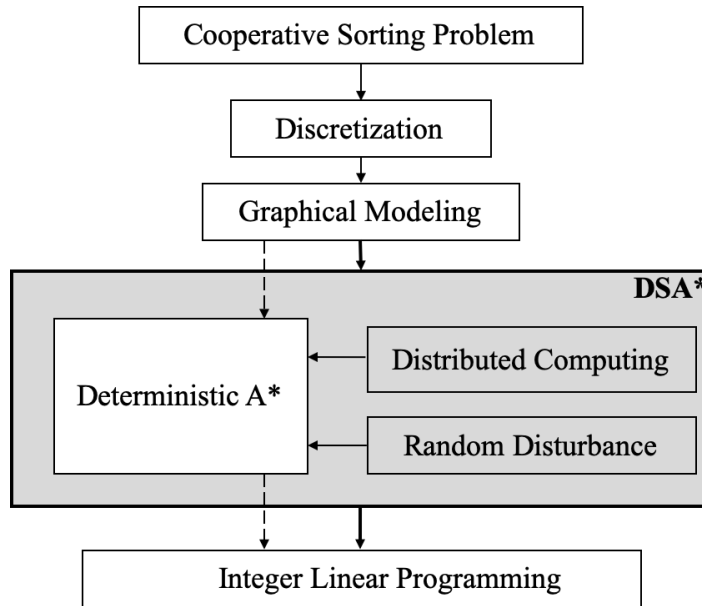 Cooperative Sorting Problem
Discretization
Graphical Modeling
DSA*
Deterministic A*
Distributed Computing
Random Disturbance
Integer Linear Programming